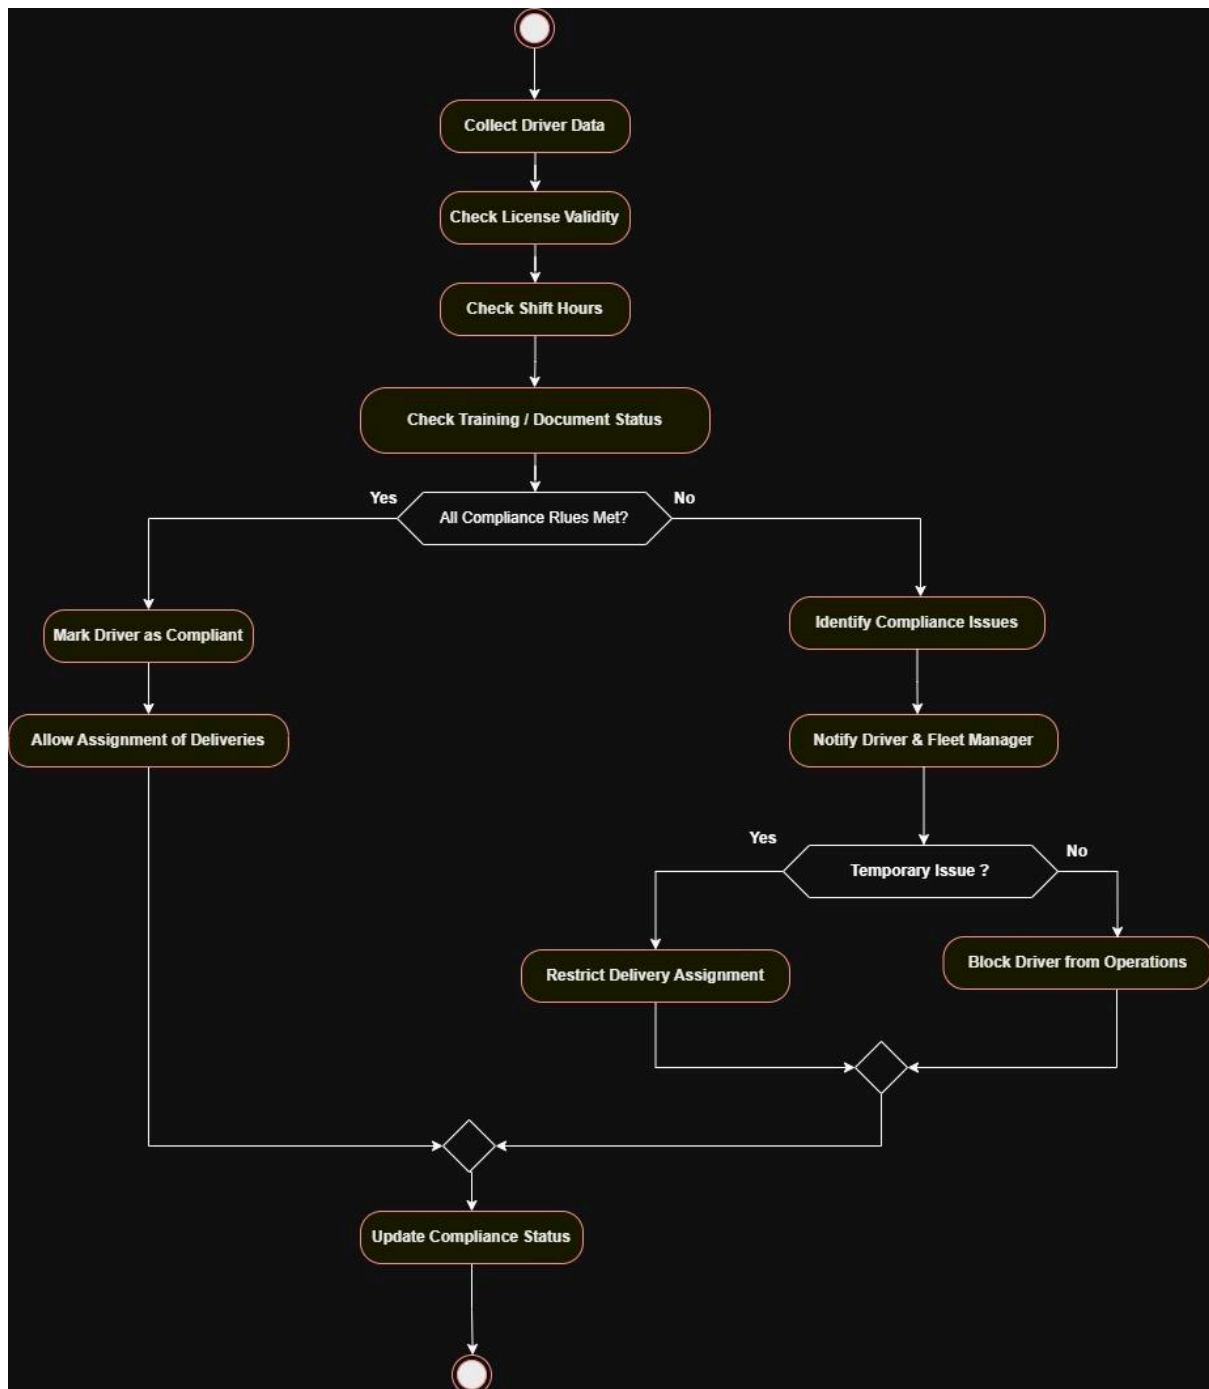 Collect Driver Data
Check License Validity
Check Shift Hours
Check Training / Document Status
Yes
No
All Compliance Rlues Met?
Mark Driver as Compliant
Identify Compliance Issues
Allow Assignment of Deliveries
Notify Driver & Fleet Manager
Yes
No
Temporary Issue ?
Restrict Delivery Assignment
Block Driver from Operations
Update Compliance Status